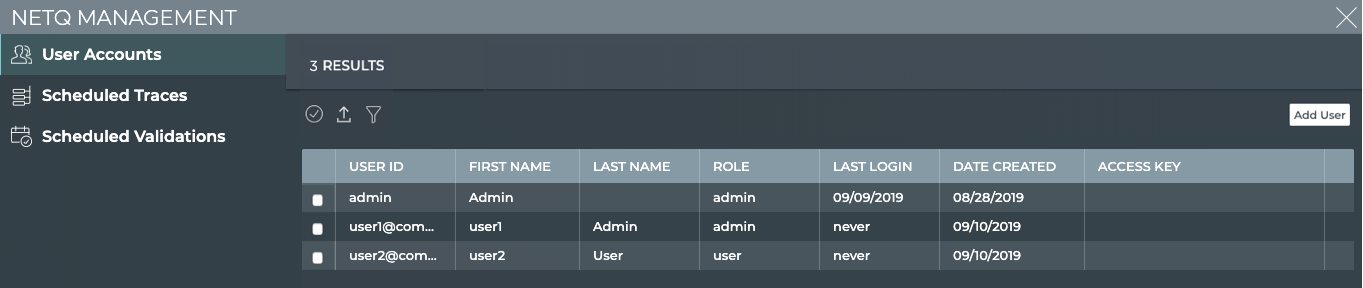 NETQ MANAGEMENT
User Accounts
Scheduled Traces
Scheduled Validations
3 RESULTS
Add User
USER ID FIRST NAME LAST NAME ROLE LAST LOGIN DATE CREATED ACCESS KEY
admin Admin admin 09/09/2019 08/28/2019
user1@com... user1 Admin admin never 09/10/2019
user2@com... user2 User user never 09/10/2019